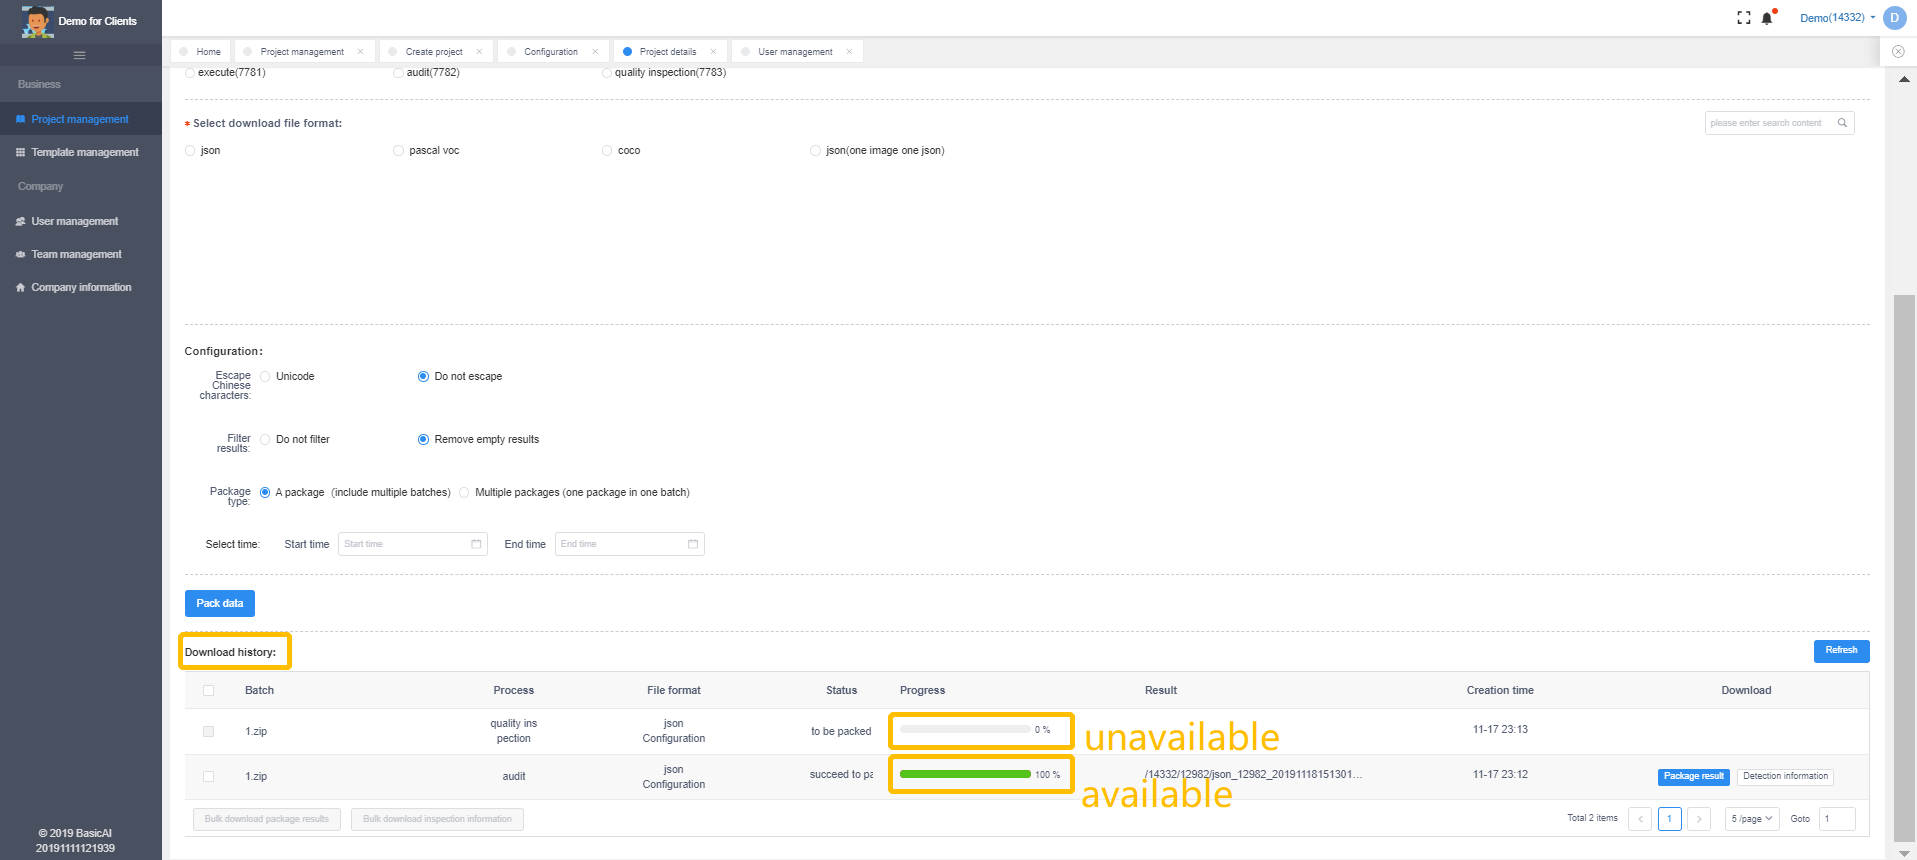 Demo for Clients
Demo(14332)
D
Home
Project management
Create project
Configuration
Project details
User management
Business
Project management
Template management
Company
User management
Team management
Company information
© 2019 BasicAI
20191111121939
execute(7781)
audit(7782)
quality inspection(7783)
* Select download file format:
please enter search content
json
pascal voc
coco
json(one image one json)
Configuration:
Escape
Chinese
characters:
Unicode
Do not escape
Filter
results:
Do not filter
Remove empty results
Package
type:
A package (include multiple batches)
Multiple packages (one package in one batch)
Select time:
Start time
Start time
End time
End time
Pack data
Download history:
Refresh
Batch
Process
File format
Status
Progress
Result
Creation time
Download
1.zip
quality ins
pection
json
Configuration
to be packed
0 %
unavailable
11-17 23:13
1.zip
audit
json
Configuration
succeed to pa
100 %
/14332/12982/json_12982_20191118151301...
available
11-17 23:12
Package result
Detection information
Bulk download package results
Bulk download inspection information
Total 2 items
<
1
>
5 /page
Goto
1